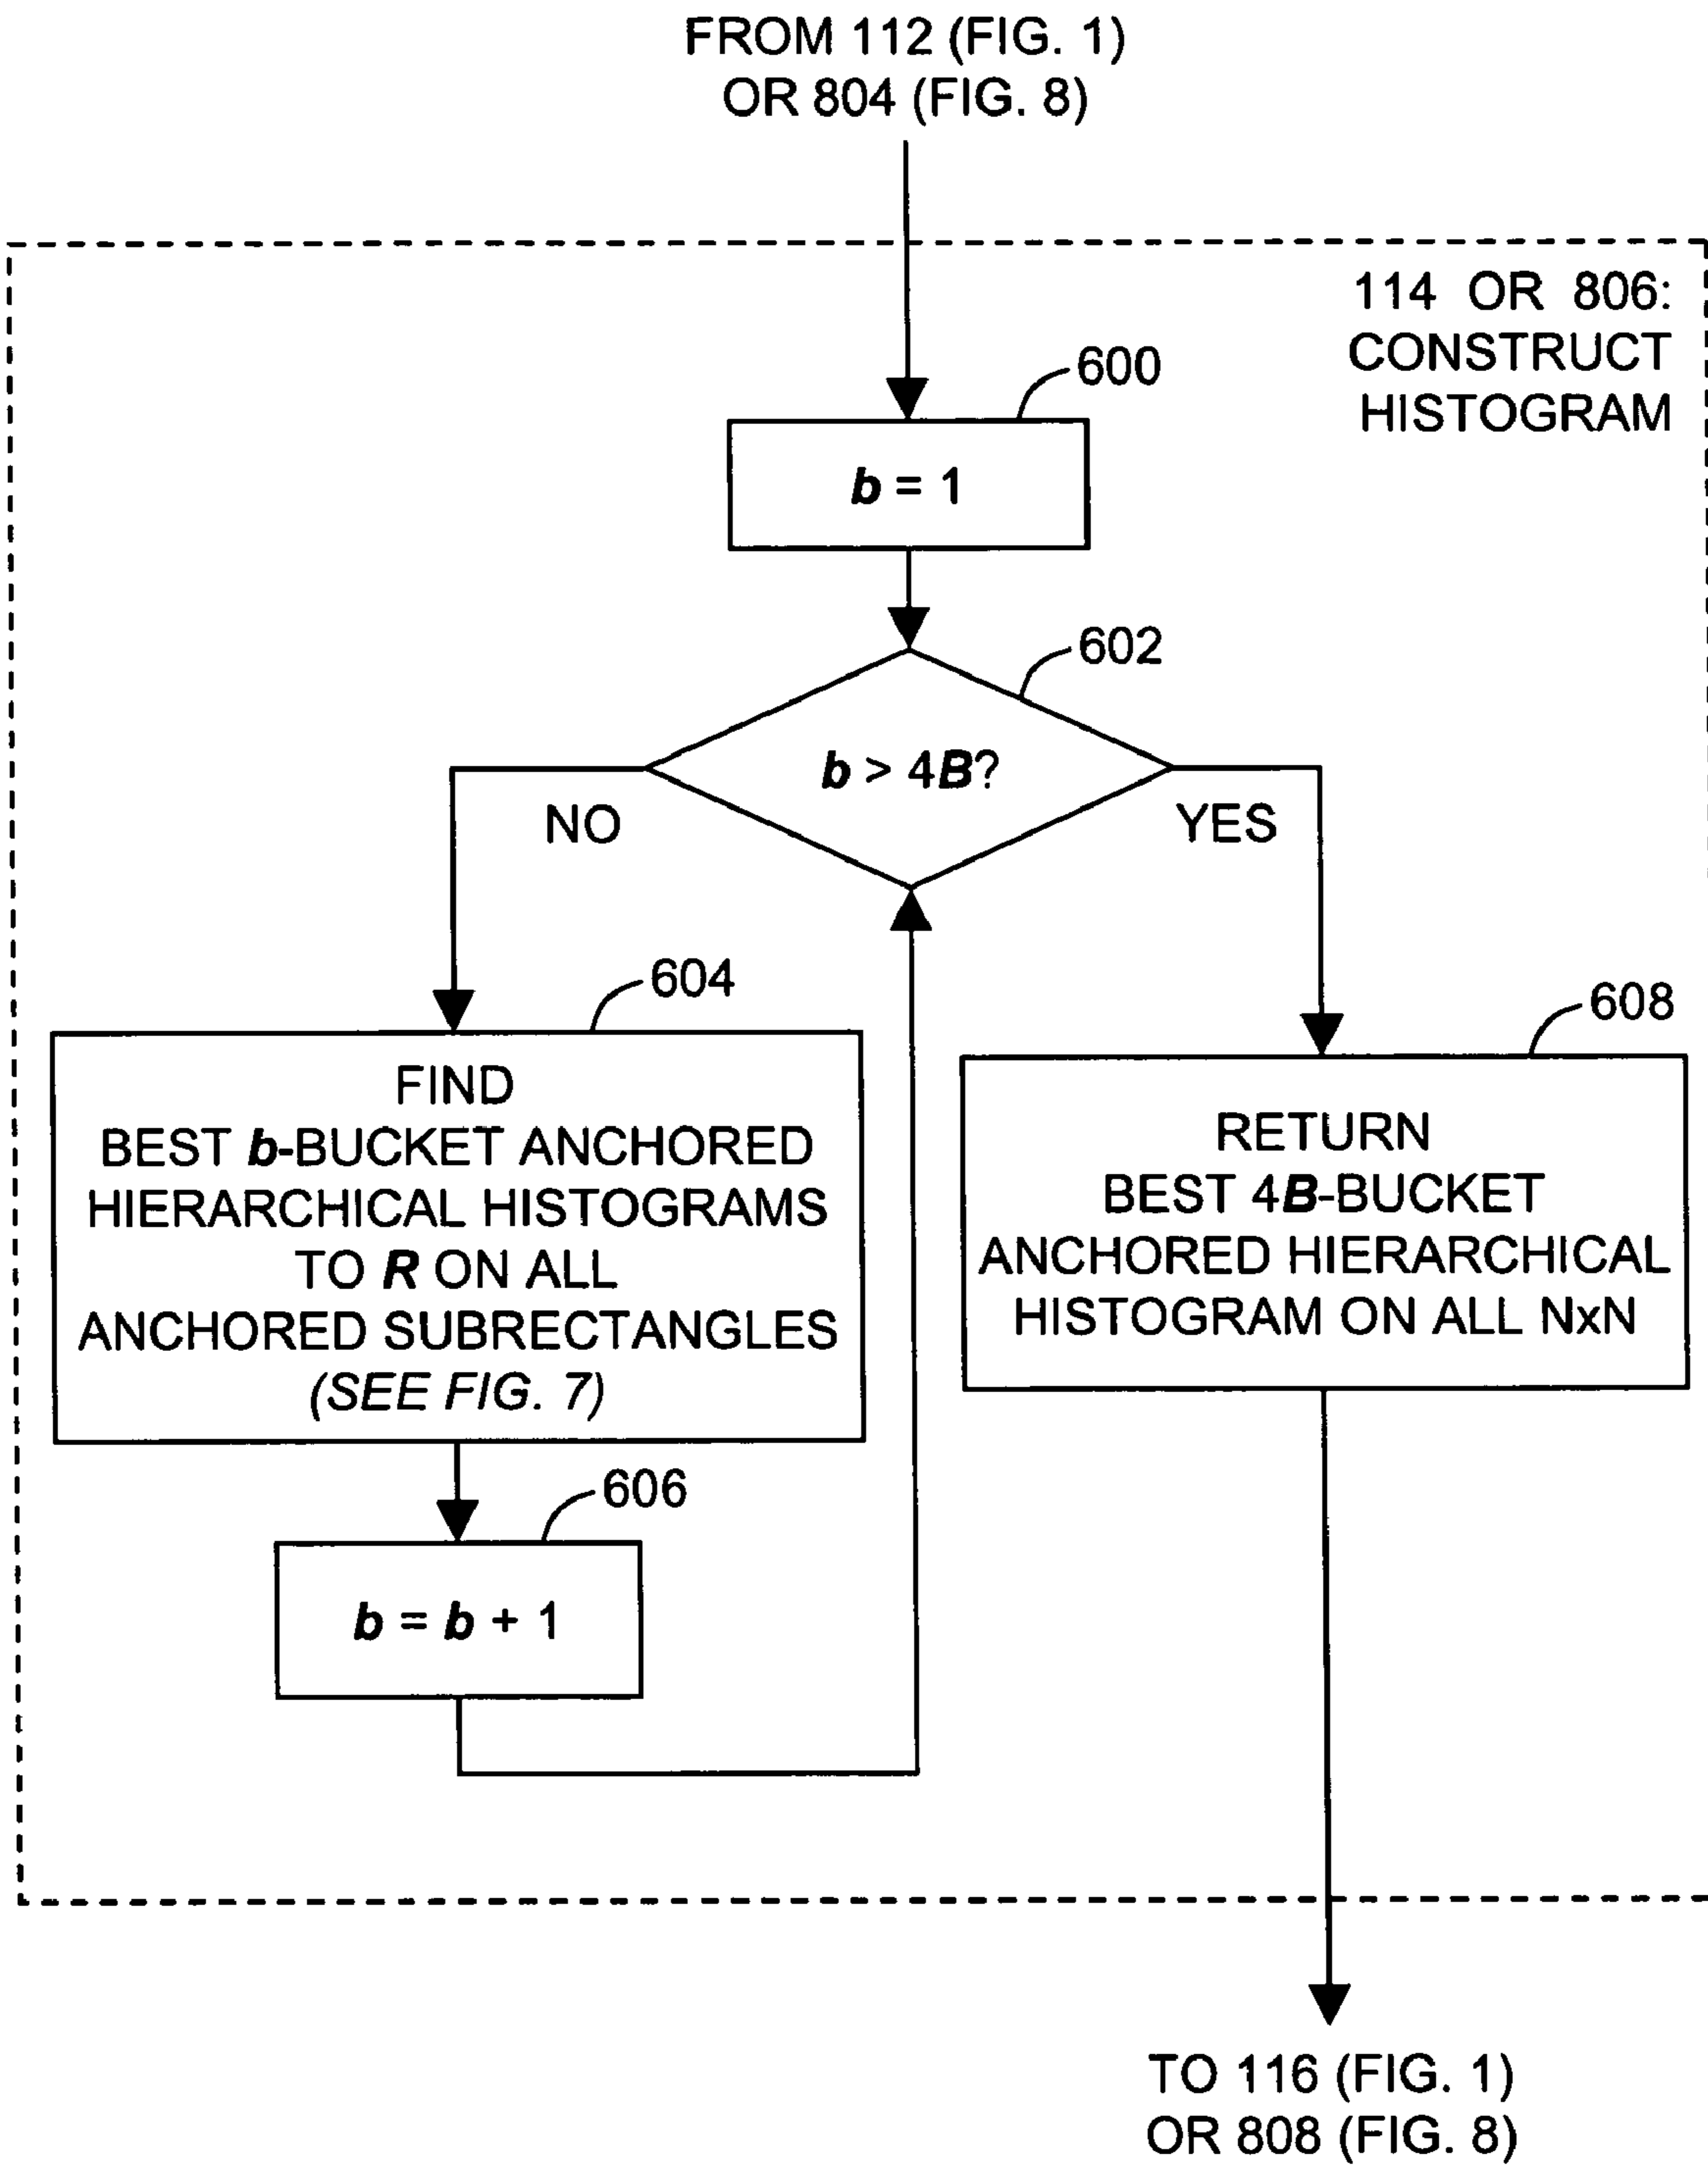 FROM 112 (FIG. 1)
OR 804 (FIG. 8)
114 OR 806:
CONSTRUCT
HISTOGRAM
600
b = 1
602
b > 4B?
NO
YES
604
FIND
BEST b-BUCKET ANCHORED
HIERARCHICAL HISTOGRAMS
TO R ON ALL
ANCHORED SUBRECTANGLES
(SEE FIG. 7)
608
RETURN
BEST 4B-BUCKET
ANCHORED HIERARCHICAL
HISTOGRAM ON ALL NxN
606
b = b + 1
TO 116 (FIG. 1)
OR 808 (FIG. 8)